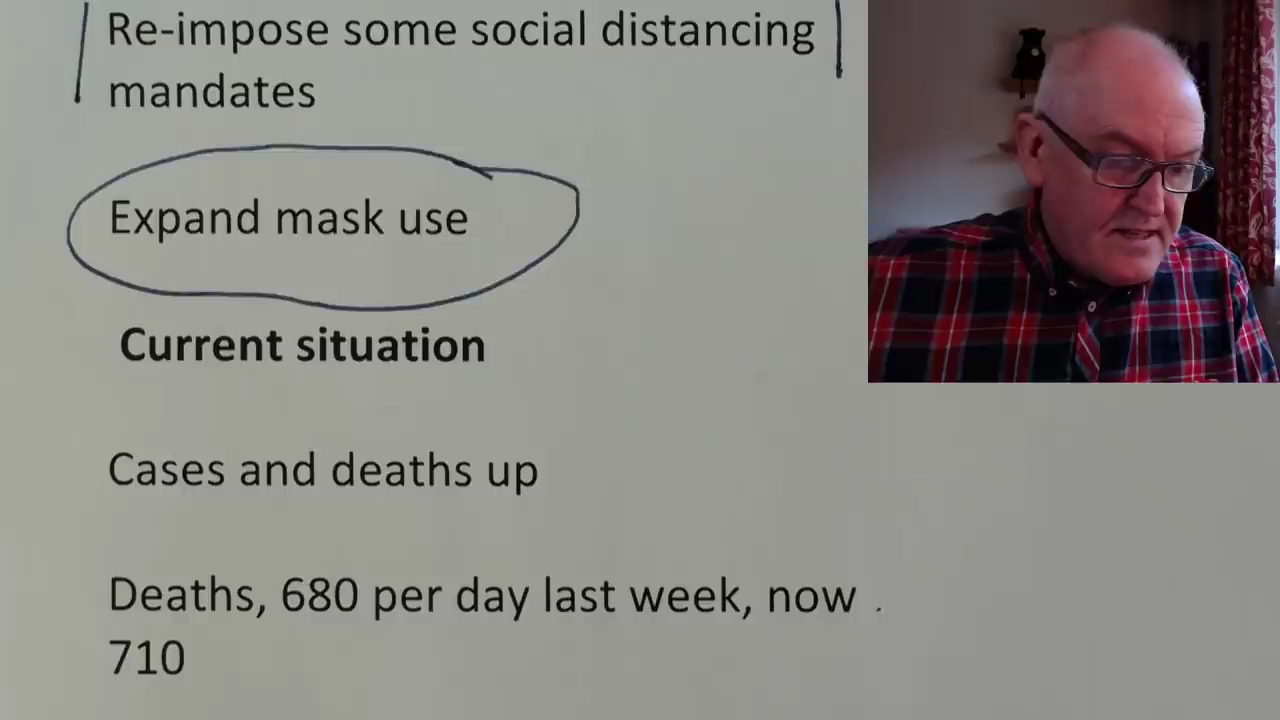 Re-impose some social distancing
mandates
Expand mask use
Current situation
Cases and deaths up
Deaths, 680 per day last week, now
710